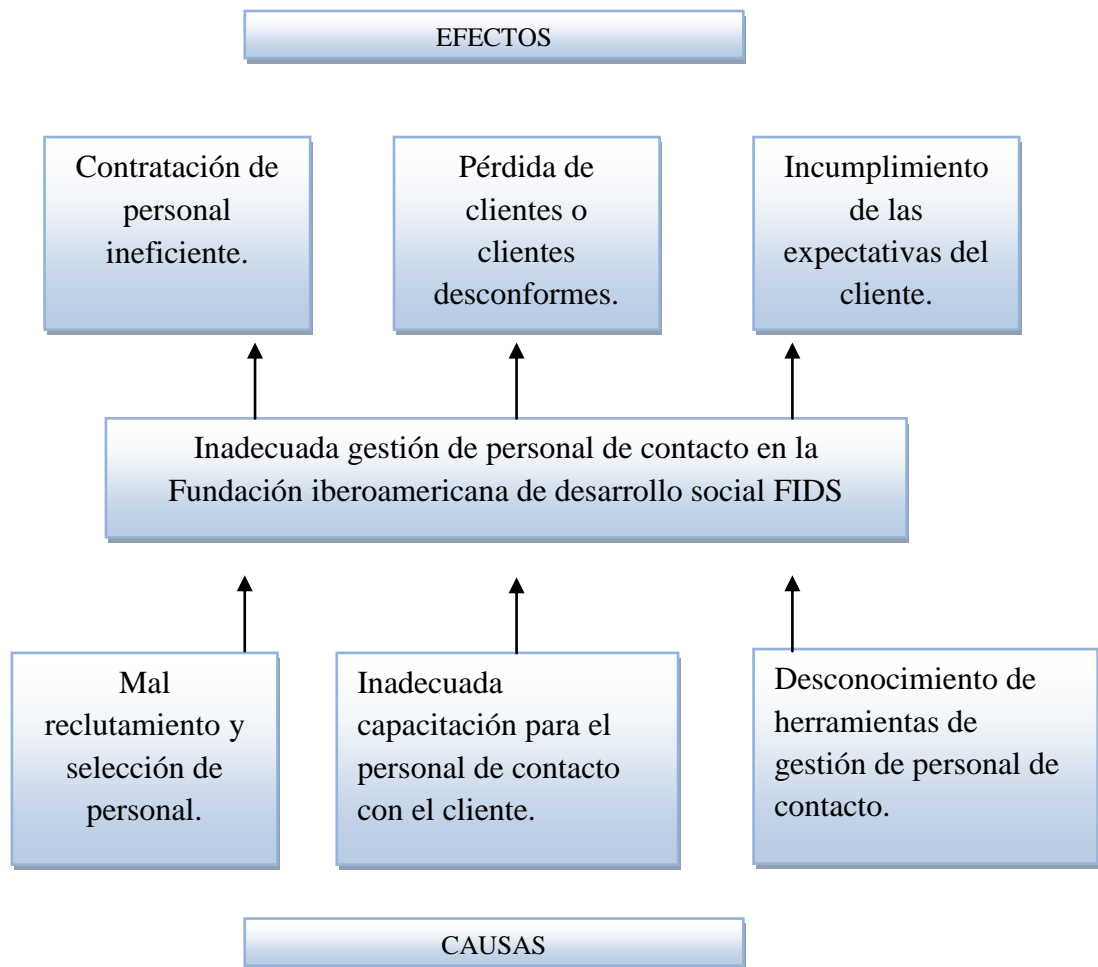 EFECTOS
Contratación de
personal
ineficiente.
Pérdida de
clientes o
clientes
desconformes.
Incumplimiento
de las
expectativas del
cliente.
Inadecuada gestión de personal de contacto en la
Fundación iberoamericana de desarrollo social FIDS
Mal
reclutamiento y
selección de
personal.
Inadecuada
capacitación para el
personal de contacto
con el cliente.
Desconocimiento de
herramientas de
gestión de personal de
contacto.
CAUSAS